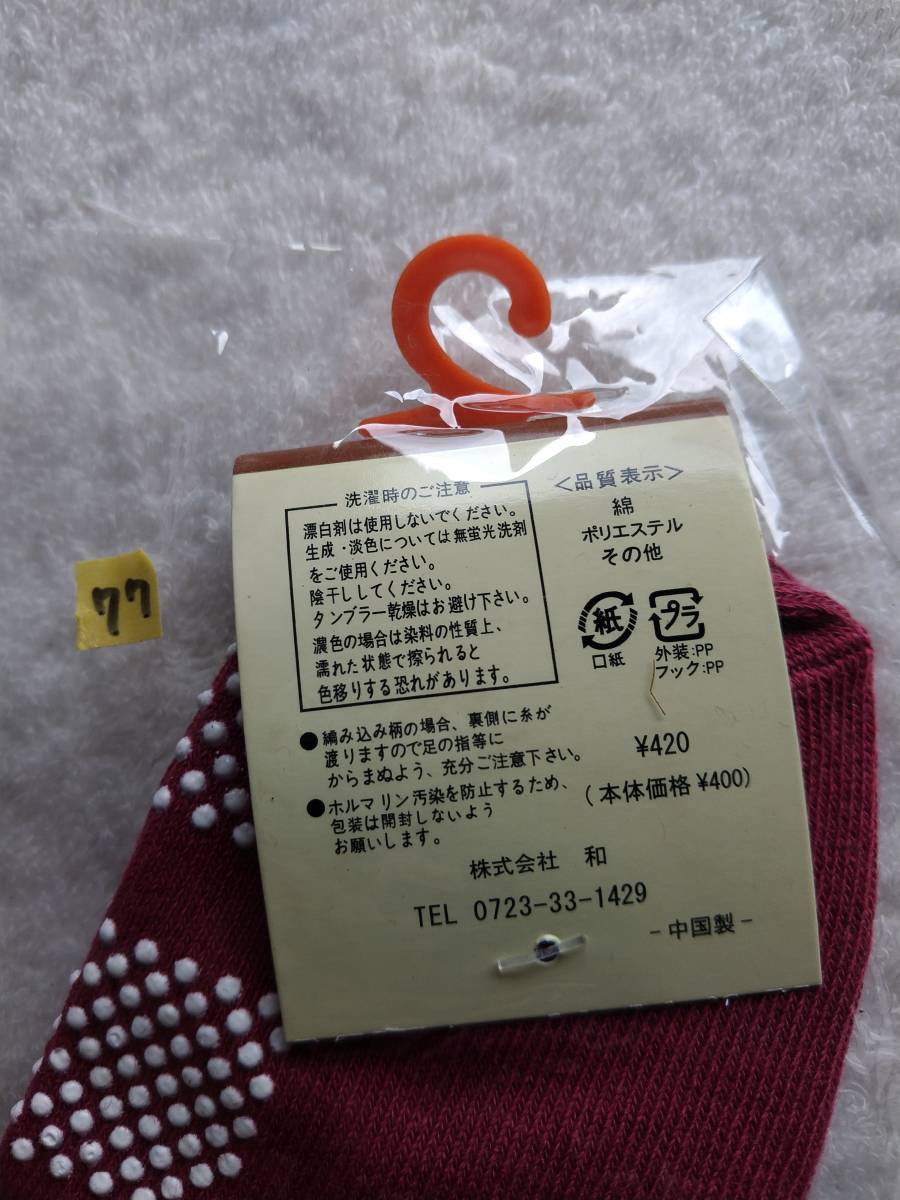 洗濯時のご注意
漂白剤は使用しないでください。
生成・淡色については無蛍光洗剤
をご使用ください。
陰干ししてください。
タンブラー乾燥はお避け下さい。
濃色の場合は染料の性質上、
濡れた状態で擦られると
色移りする恐れがあります。
●編み込み柄の場合、裏側に糸が
渡りますので足の指等に
からまぬよう、充分ご注意下さい。
●ホルマリン汚染を防止するため、
包装は開封しないよう
お願いします。
<品質表示>
綿
ポリエステル
その他
紙
口紙
プラ
外装:PP
フック:PP
¥420
(本体価格¥400)
株式会社 和
TEL 0723-33-1429
-中国製-
77